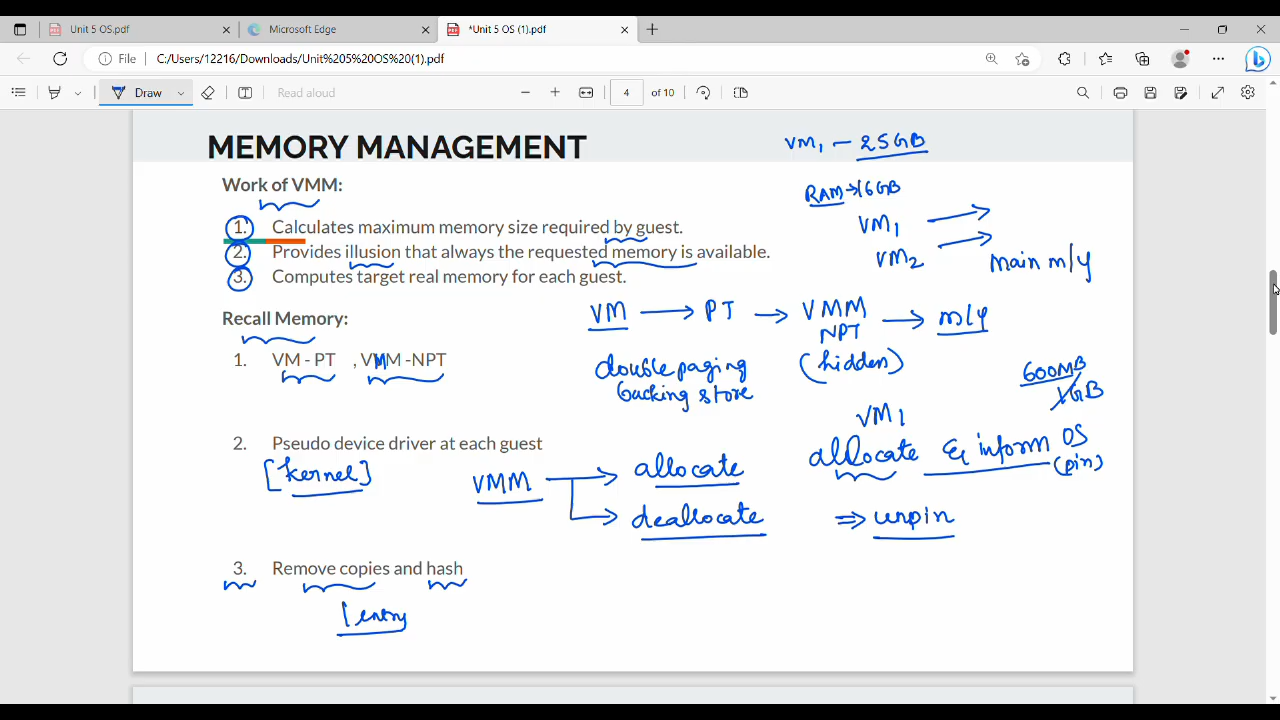 Unit 5 OS.pdf
Microsoft Edge
*Unit 5 OS (1).pdf
File C:/Users/12216/Downloads/Unit%205%20OS%20(1).pdf
Draw Read aloud 4 of 10
MEMORY MANAGEMENT
VM1 - 25GB
Work of VMM:
RAM → 16GB
1. Calculates maximum memory size required by guest.
VM1
2. Provides illusion that always the requested memory is available.
VM2
main m/y
3. Computes target real memory for each guest.
Recall Memory:
VM → PT → VMM → m/y
NPT
1. VM - PT , VMM -NPT
(hidden)
double paging
backing store
600MB
1GB
VM1
2. Pseudo device driver at each guest
allocate & inform OS
(pin)
[kernel]
VMM → allocate
→ deallocate ⇒ unpin
3. Remove copies and hash
1 entry